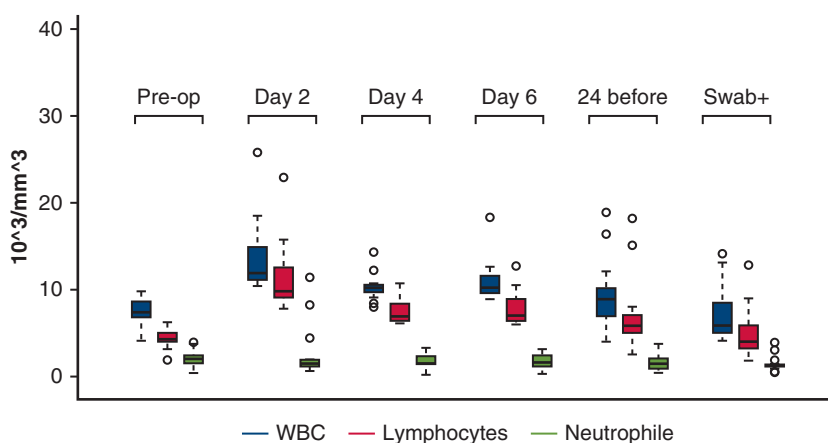 40
30
20
10
0
10^3/mm^3
Pre-op
Day 2
Day 4
Day 6
24 before
Swab+
WBC
Lymphocytes
Neutrophile